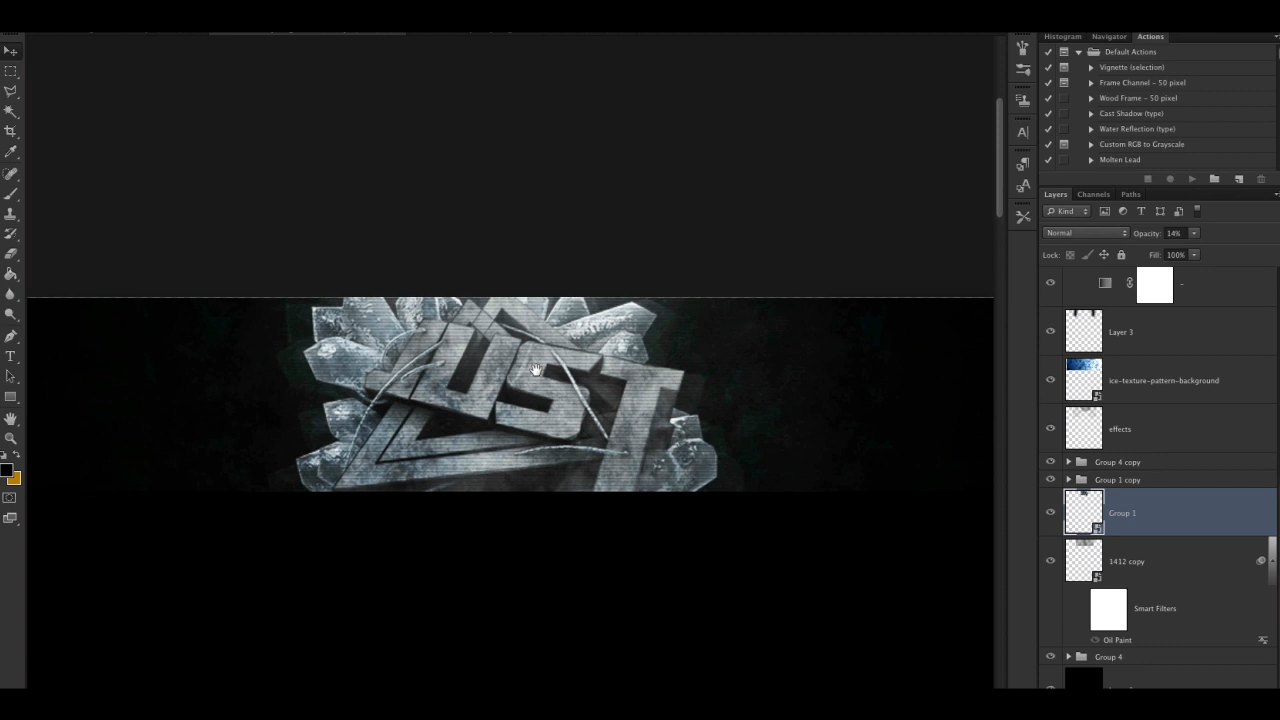 Histogram Navigator Actions
Default Actions
Vignette (selection)
Frame Channel - 50 pixel
Wood Frame - 50 pixel
Cast Shadow (type)
Water Reflection (type)
Custom RGB to Grayscale
Molten Lead
Layers Channels Paths
Kind
Normal Opacity: 14%
Lock: Fill: 100%
Layer 3
ice-texture-pattern-background
effects
Group 4 copy
Group 1 copy
Group 1
1412 copy
Smart Filters
Oil Paint
Group 4
UST